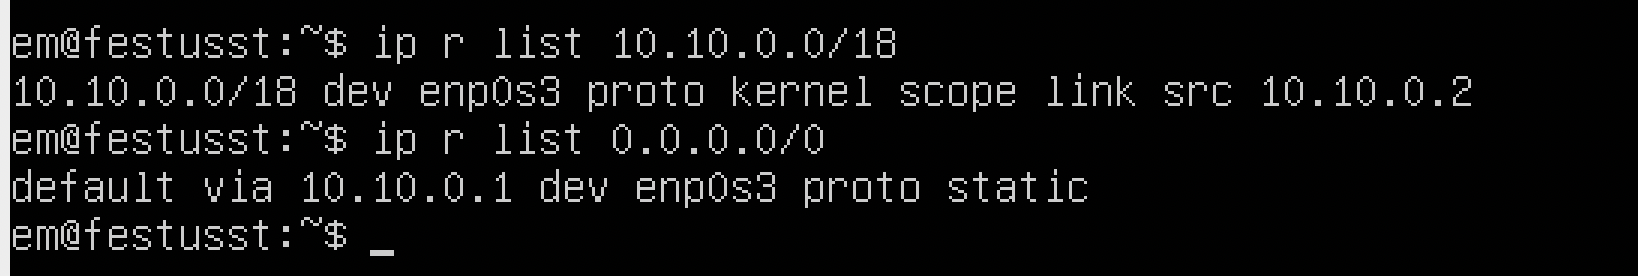 em@festusst:~$ ip r list 10.10.0.0/18
10.10.0.0/18 dev enp0s3 proto kernel scope link src 10.10.0.2
em@festusst:~$ ip r list 0.0.0.0/0
default via 10.10.0.1 dev enp0s3 proto static
em@festusst:~$ _